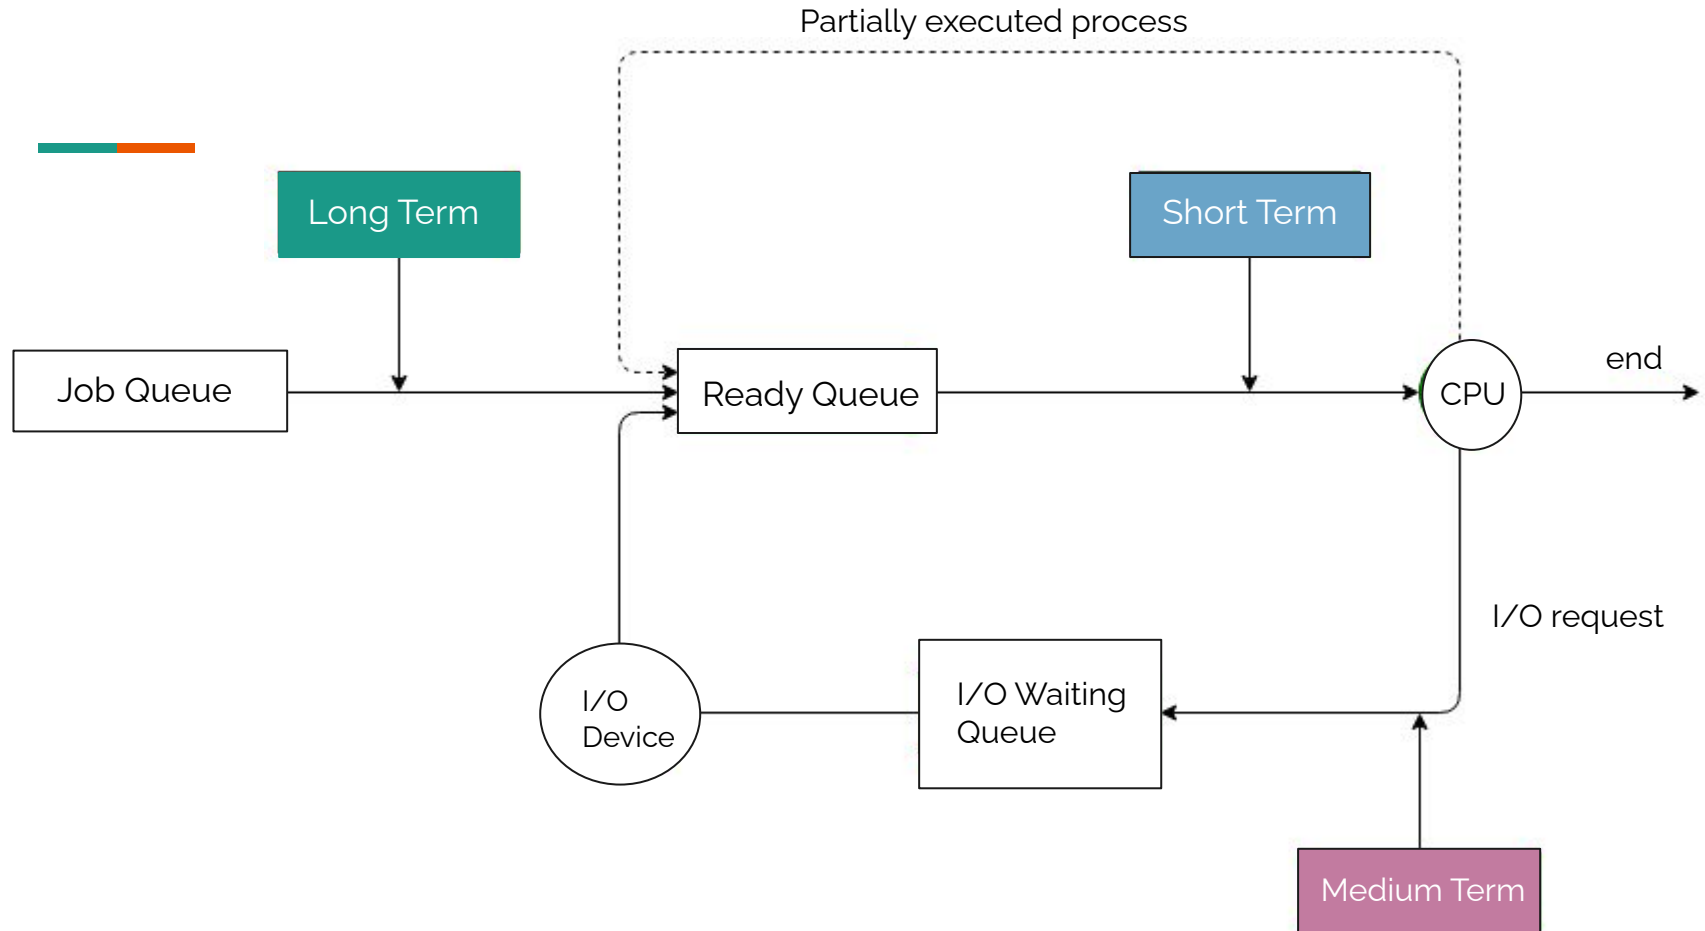 Partially executed process
Long Term
Short Term
Job Queue
Ready Queue
CPU
end
I/O request
I/O Waiting
Queue
I/O
Device
Medium Term